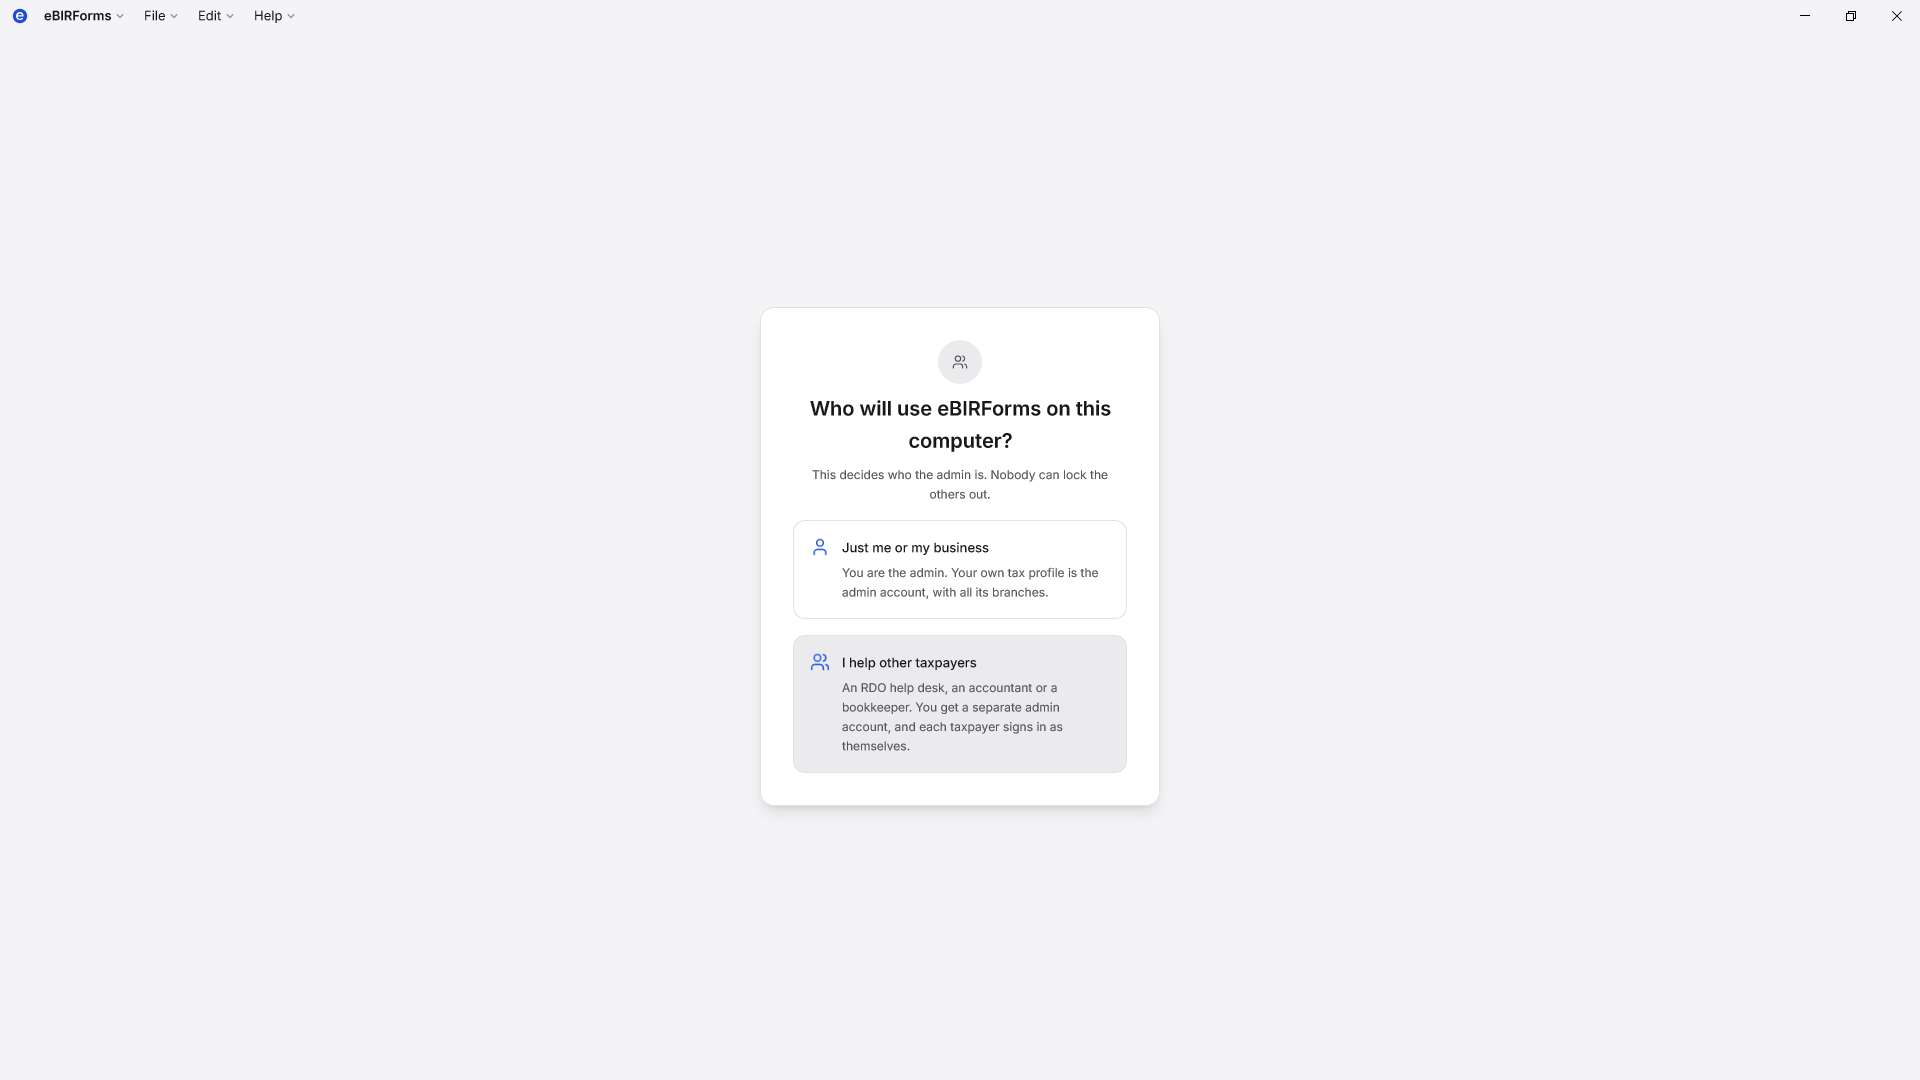 eBIRForms File Edit Help
Who will use eBIRForms on this
computer?
This decides who the admin is. Nobody can lock the
others out.
Just me or my business
You are the admin. Your own tax profile is the
admin account, with all its branches.
I help other taxpayers
An RDO help desk, an accountant or a
bookkeeper. You get a separate admin
account, and each taxpayer signs in as
themselves.